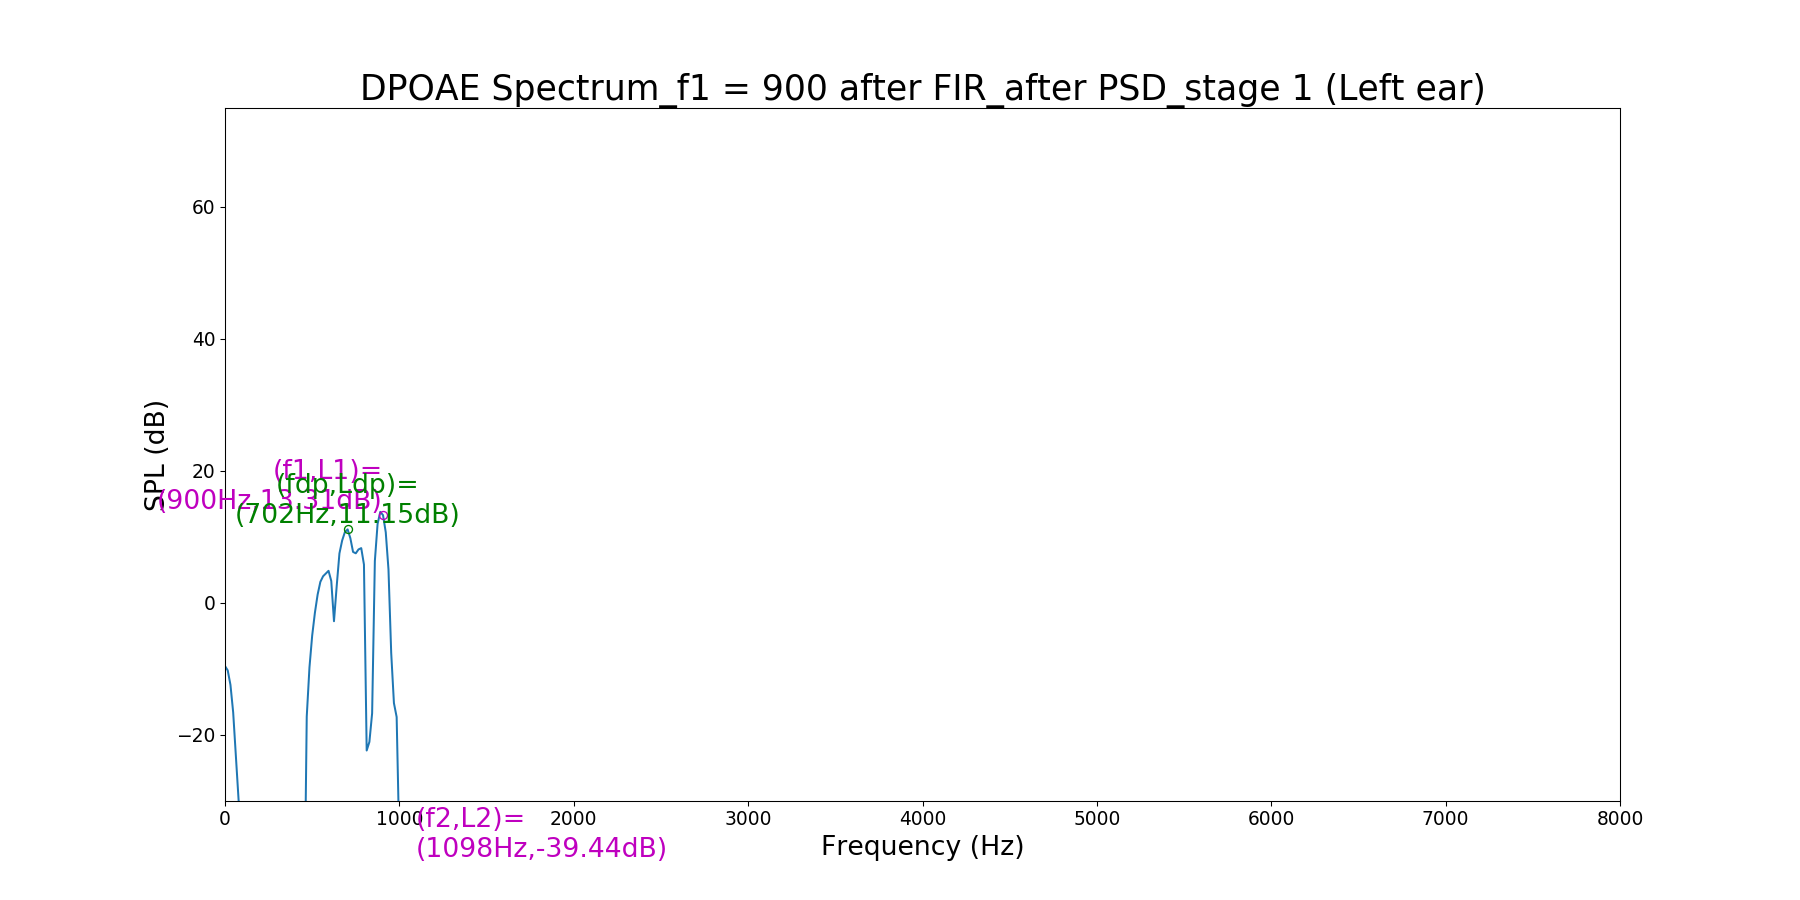 DPOAE Spectrum_f1 = 900 after FIR_after PSD_stage 1 (Left ear)
60
40
20
0
−20
SPL (dB)
(f1,L1)=
(900Hz,13.31dB)
(fdp,Ldp)=
(702Hz,11.15dB)
0 1000 2000 3000 4000 5000 6000 7000 8000
(f2,L2)=
(1098Hz,-39.44dB)
Frequency (Hz)